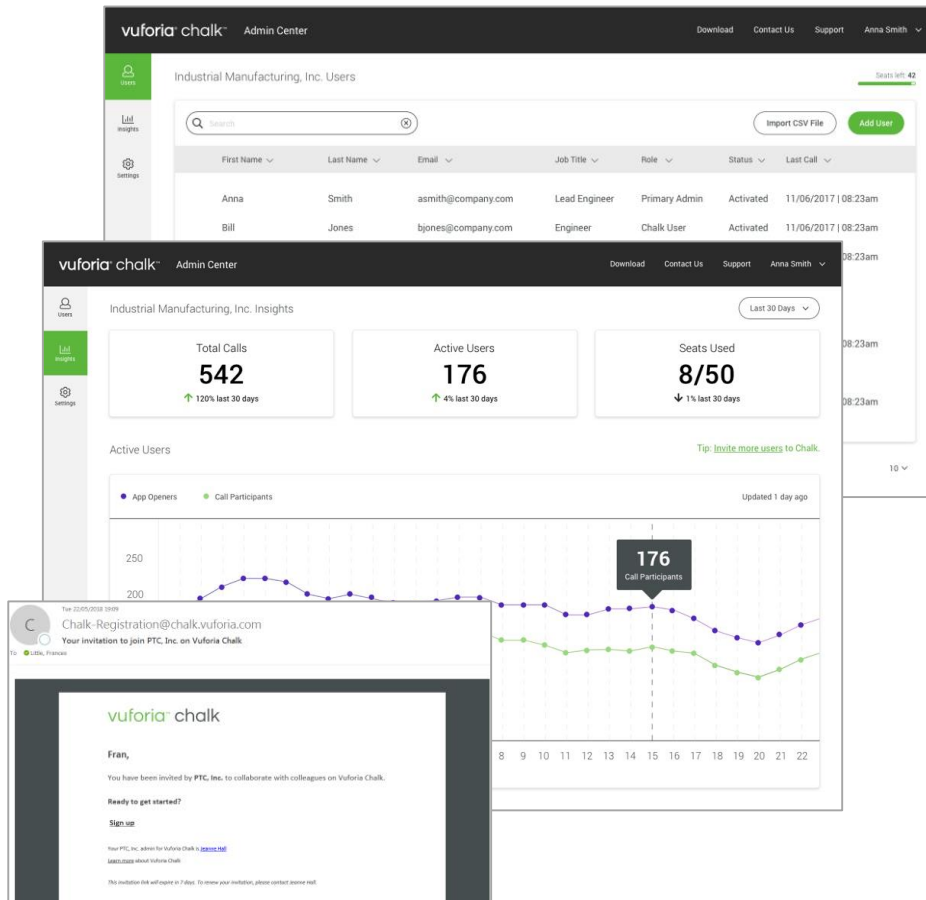 vuforia™ chalk™ Admin Center Download Contact Us Support Anna Smith
Users
Industrial Manufacturing, Inc. Users
Seats left: 42
Insights
Search
Import CSV File
Add User
Settings
First Name Last Name Email Job Title Role Status Last Call
Anna Smith asmith@company.com Lead Engineer Primary Admin Activated 11/06/2017 | 08:23am
Bill Jones bjones@company.com Engineer Chalk User Activated 11/06/2017 | 08:23am
08:23am
08:23am
08:23am
10
vuforia™ chalk™ Admin Center Download Contact Us Support Anna Smith
Users
Industrial Manufacturing, Inc. Insights
Last 30 Days
Insights
Settings
Total Calls
542
120% last 30 days
Active Users
176
4% last 30 days
Seats Used
8/50
1% last 30 days
Active Users
Tip: Invite more users to Chalk.
App Openers Call Participants Updated 1 day ago
250
200
176
Call Participants
8 9 10 11 12 13 14 15 16 17 18 19 20 21 22
Tue 22/05/2018 19:09
C
Chalk-Registration@chalk.vuforia.com
Your invitation to join PTC, Inc. on Vuforia Chalk
To Little, Frances
vuforia™ chalk
Fran,
You have been invited by PTC, Inc. to collaborate with colleagues on Vuforia Chalk.
Ready to get started?
Sign up
Your PTC, Inc. admin for Vuforia Chalk is Jeanne Hall
Learn more about Vuforia Chalk
This invitation link will expire in 7 days. To renew your invitation, please contact Jeanne Hall.